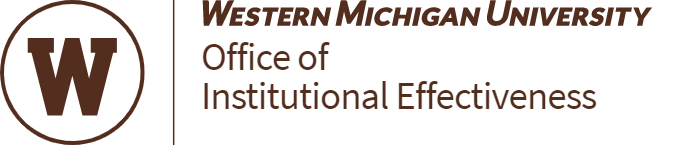 W
WESTERN MICHIGAN UNIVERSITY
Office of
Institutional Effectiveness